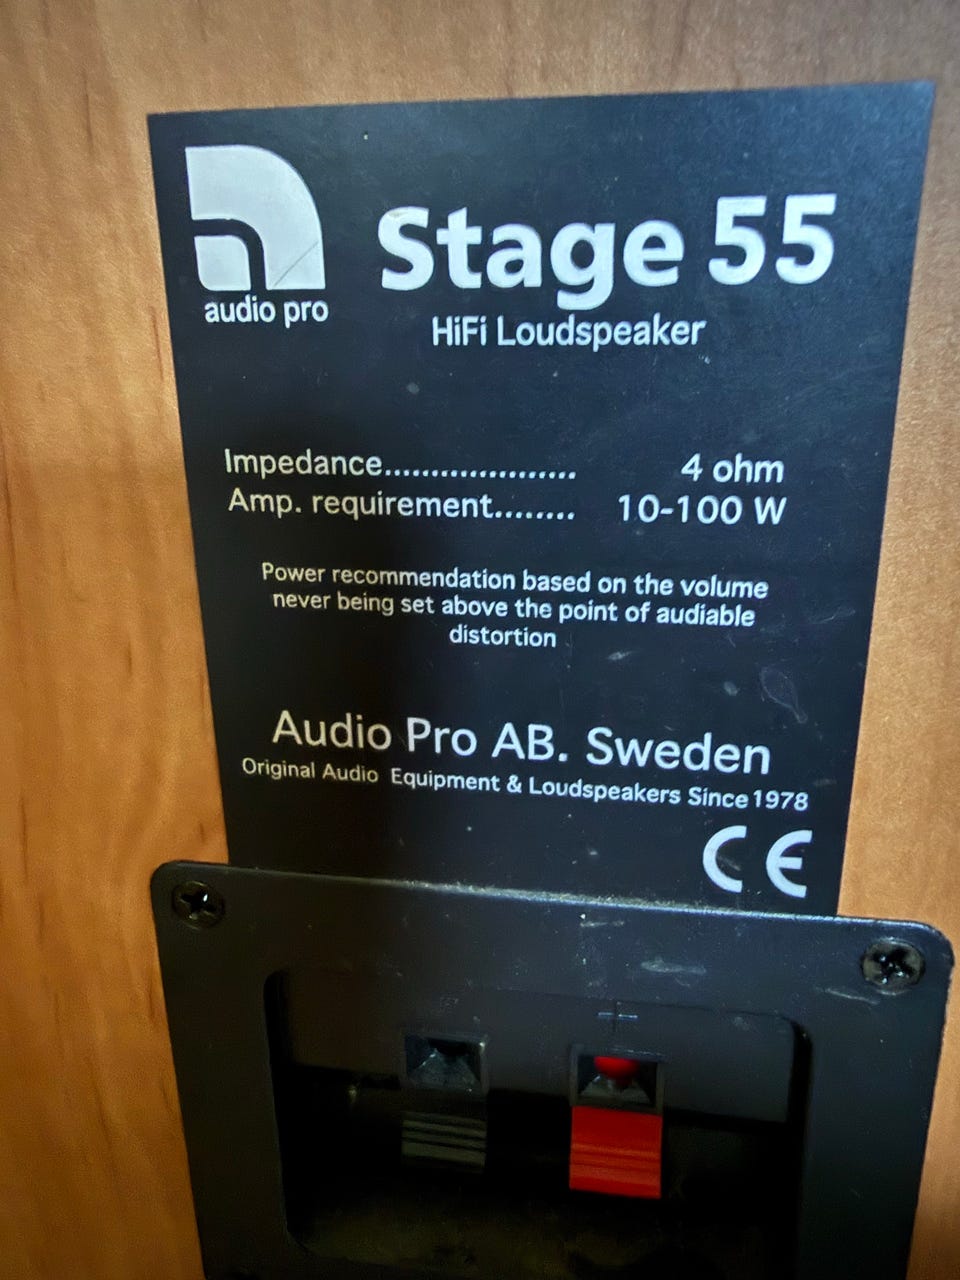 audio pro
Stage 55
HiFi Loudspeaker
Impedance..................... 4 ohm
Amp. requirement......... 10-100 W
Power recommendation based on the volume
never being set above the point of audiable
distortion
Audio Pro AB. Sweden
Original Audio Equipment & Loudspeakers Since 1978
CE
+